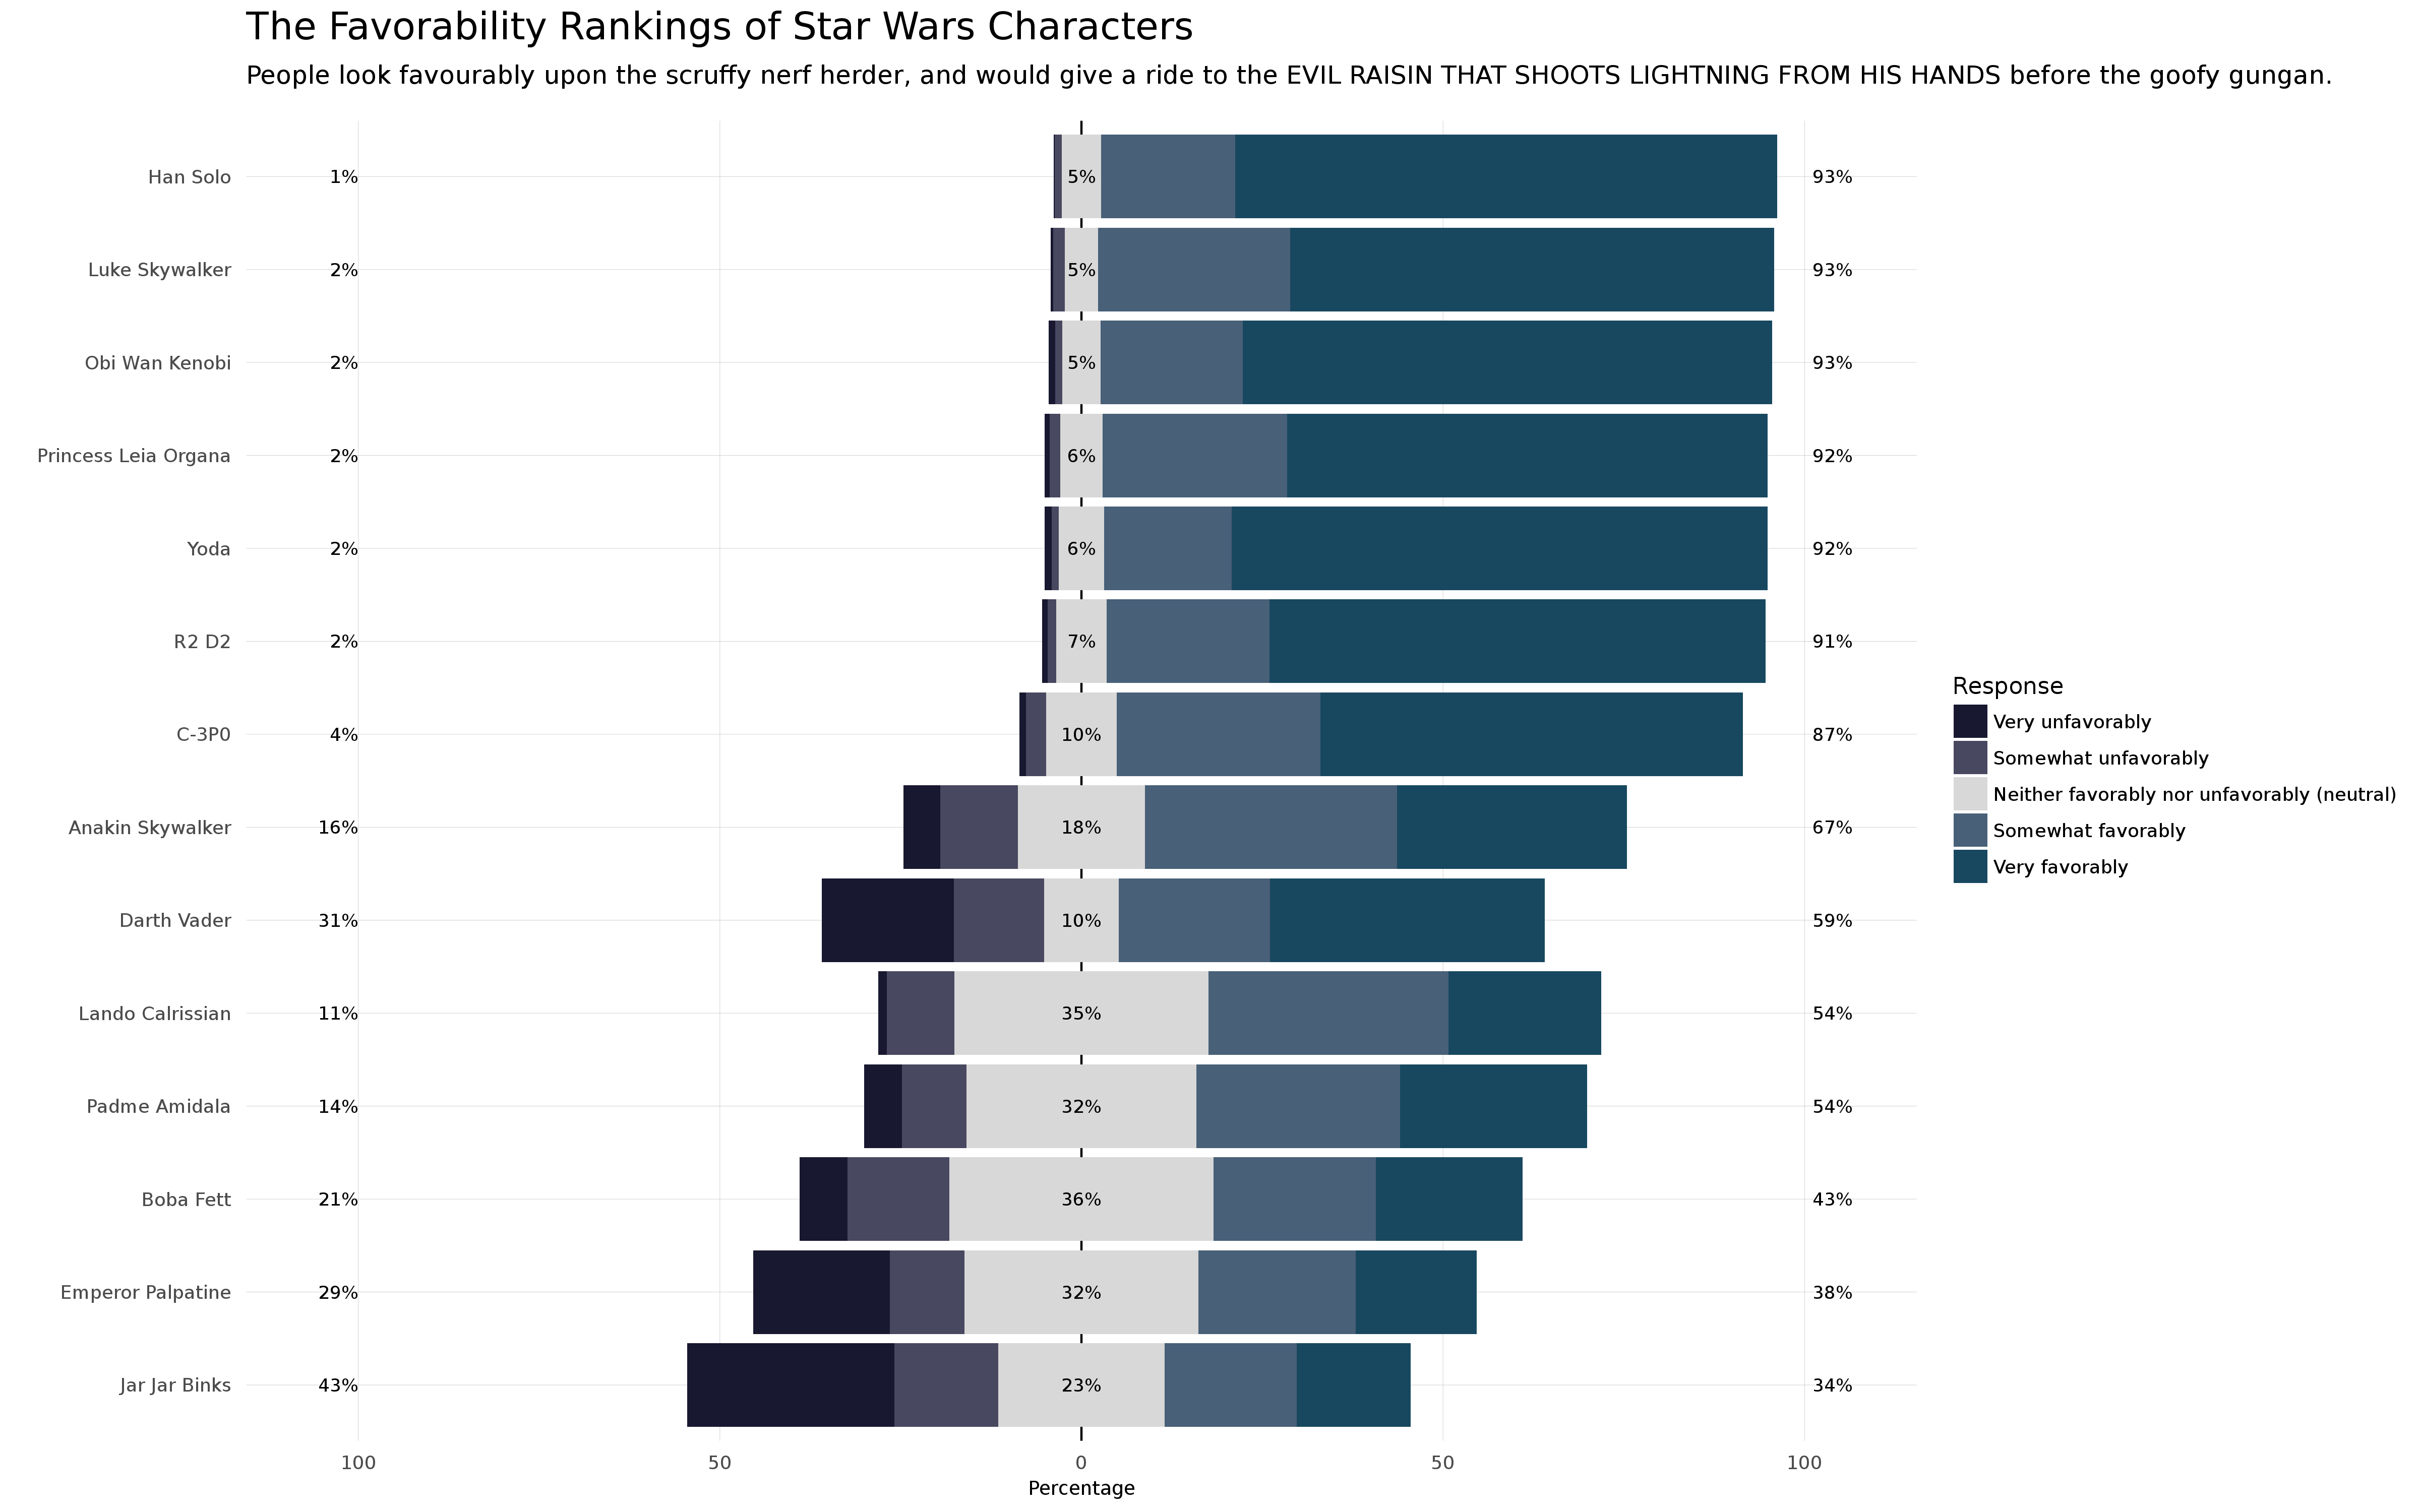 The Favorability Rankings of Star Wars Characters
People look favourably upon the scruffy nerf herder, and would give a ride to the EVIL RAISIN THAT SHOOTS LIGHTNING FROM HIS HANDS before the goofy gungan.
Han Solo 1% 5% 93%
Luke Skywalker 2% 5% 93%
Obi Wan Kenobi 2% 5% 93%
Princess Leia Organa 2% 6% 92%
Yoda 2% 6% 92%
R2 D2 2% 7% 91%
C-3P0 4% 10% 87%
Anakin Skywalker 16% 18% 67%
Darth Vader 31% 10% 59%
Lando Calrissian 11% 35% 54%
Padme Amidala 14% 32% 54%
Boba Fett 21% 36% 43%
Emperor Palpatine 29% 32% 38%
Jar Jar Binks 43% 23% 34%
100 50 0 50 100
Percentage
Response
Very unfavorably
Somewhat unfavorably
Neither favorably nor unfavorably (neutral)
Somewhat favorably
Very favorably